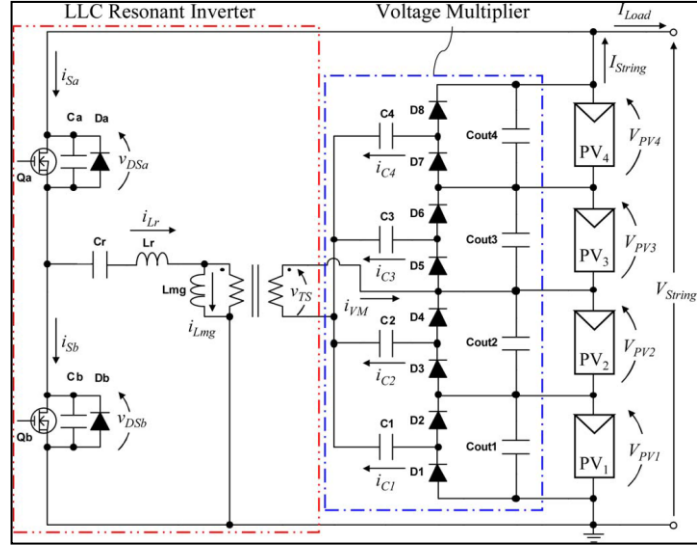 LLC Resonant Inverter
Voltage Multiplier
I_Load
i_Sa
I_String
Ca Da
D8
C4
Cout4
V_PV4
v_DSa
PV4
Qa
D7
i_C4
D6
i_Lr
C3
Cout3
V_PV3
Cr Lr
PV3
D5
i_C3
V_String
Lmg
v_TS
i_VM
i_Lmg
D4
i_Sb
C2
Cout2
V_PV2
PV2
D3
i_C2
Cb Db
D2
v_DSb
C1
Cout1
V_PV1
Qb
PV1
D1
i_C1